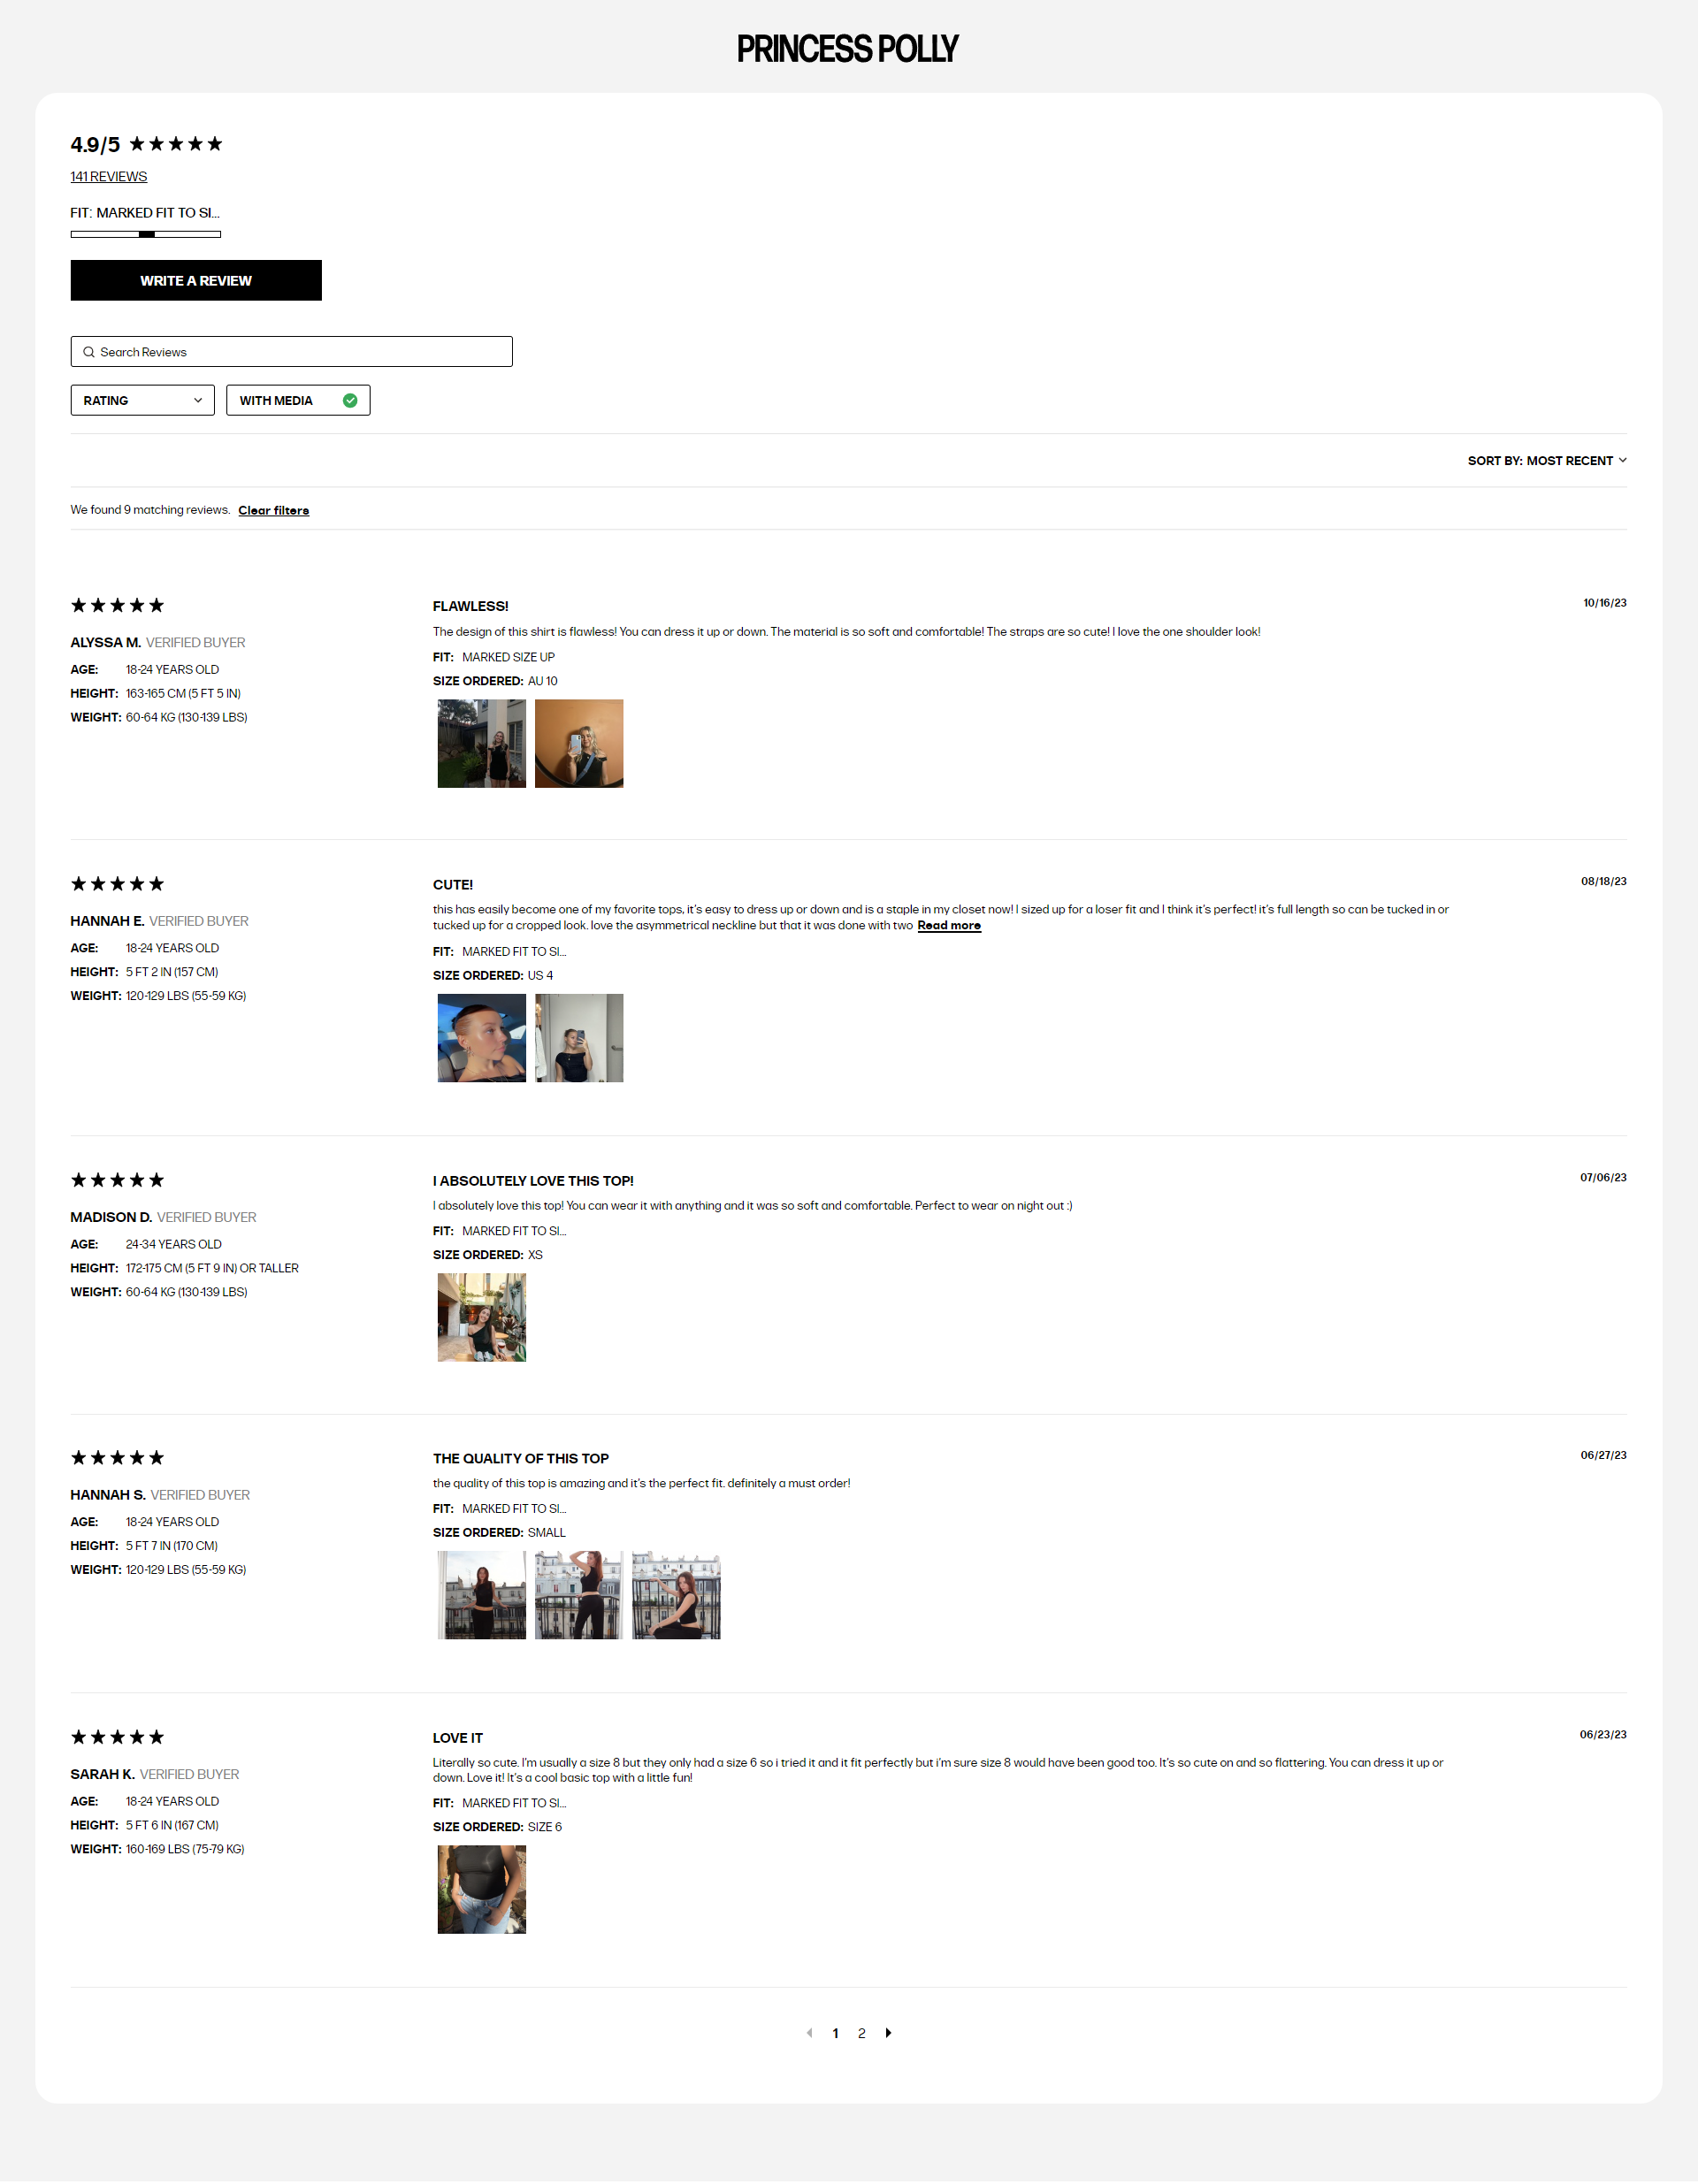 PRINCESS POLLY
4.9/5
141 REVIEWS
FIT: MARKED FIT TO SI...
WRITE A REVIEW
Search Reviews
RATING
WITH MEDIA
SORT BY: MOST RECENT
We found 9 matching reviews. Clear filters
FLAWLESS!
10/16/23
The design of this shirt is flawless! You can dress it up or down. The material is so soft and comfortable! The straps are so cute! I love the one shoulder look!
ALYSSA M. VERIFIED BUYER
FIT: MARKED SIZE UP
AGE: 18-24 YEARS OLD
SIZE ORDERED: AU 10
HEIGHT: 163-165 CM (5 FT 5 IN)
WEIGHT: 60-64 KG (130-139 LBS)
CUTE!
08/18/23
this has easily become one of my favorite tops, it's easy to dress up or down and is a staple in my closet now! I sized up for a loser fit and I think it's perfect! it's full length so can be tucked in or
tucked up for a cropped look. love the asymmetrical neckline but that it was done with two Read more
HANNAH E. VERIFIED BUYER
AGE: 18-24 YEARS OLD
FIT: MARKED FIT TO SI...
HEIGHT: 5 FT 2 IN (157 CM)
SIZE ORDERED: US 4
WEIGHT: 120-129 LBS (55-59 KG)
I ABSOLUTELY LOVE THIS TOP!
07/06/23
I absolutely love this top! You can wear it with anything and it was so soft and comfortable. Perfect to wear on night out :)
MADISON D. VERIFIED BUYER
FIT: MARKED FIT TO SI...
AGE: 24-34 YEARS OLD
SIZE ORDERED: XS
HEIGHT: 172-175 CM (5 FT 9 IN) OR TALLER
WEIGHT: 60-64 KG (130-139 LBS)
THE QUALITY OF THIS TOP
06/27/23
the quality of this top is amazing and it's the perfect fit. definitely a must order!
HANNAH S. VERIFIED BUYER
FIT: MARKED FIT TO SI...
AGE: 18-24 YEARS OLD
SIZE ORDERED: SMALL
HEIGHT: 5 FT 7 IN (170 CM)
WEIGHT: 120-129 LBS (55-59 KG)
LOVE IT
06/23/23
Literally so cute. I'm usually a size 8 but they only had a size 6 so i tried it and it fit perfectly but i'm sure size 8 would have been good too. It's so cute on and so flattering. You can dress it up or
down. Love it! It's a cool basic top with a little fun!
SARAH K. VERIFIED BUYER
AGE: 18-24 YEARS OLD
FIT: MARKED FIT TO SI...
HEIGHT: 5 FT 6 IN (167 CM)
SIZE ORDERED: SIZE 6
WEIGHT: 160-169 LBS (75-79 KG)
1 2